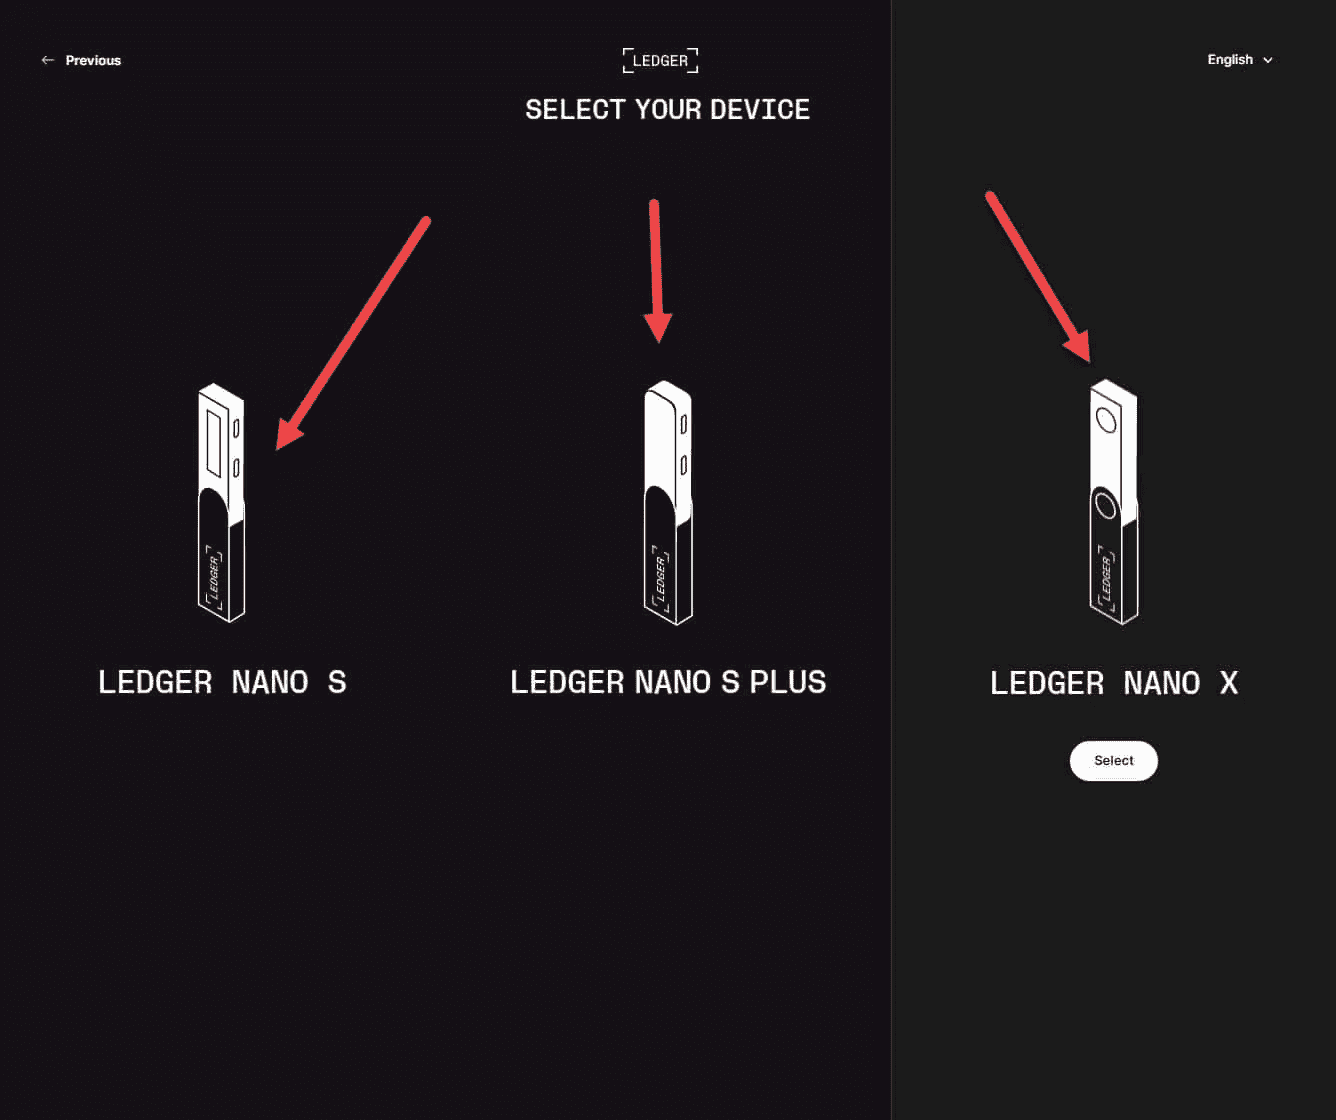 Previous
LEDGER
English
SELECT YOUR DEVICE
LEDGER
LEDGER
LEDGER
LEDGER NANO S
LEDGER NANO S PLUS
LEDGER NANO X
Select